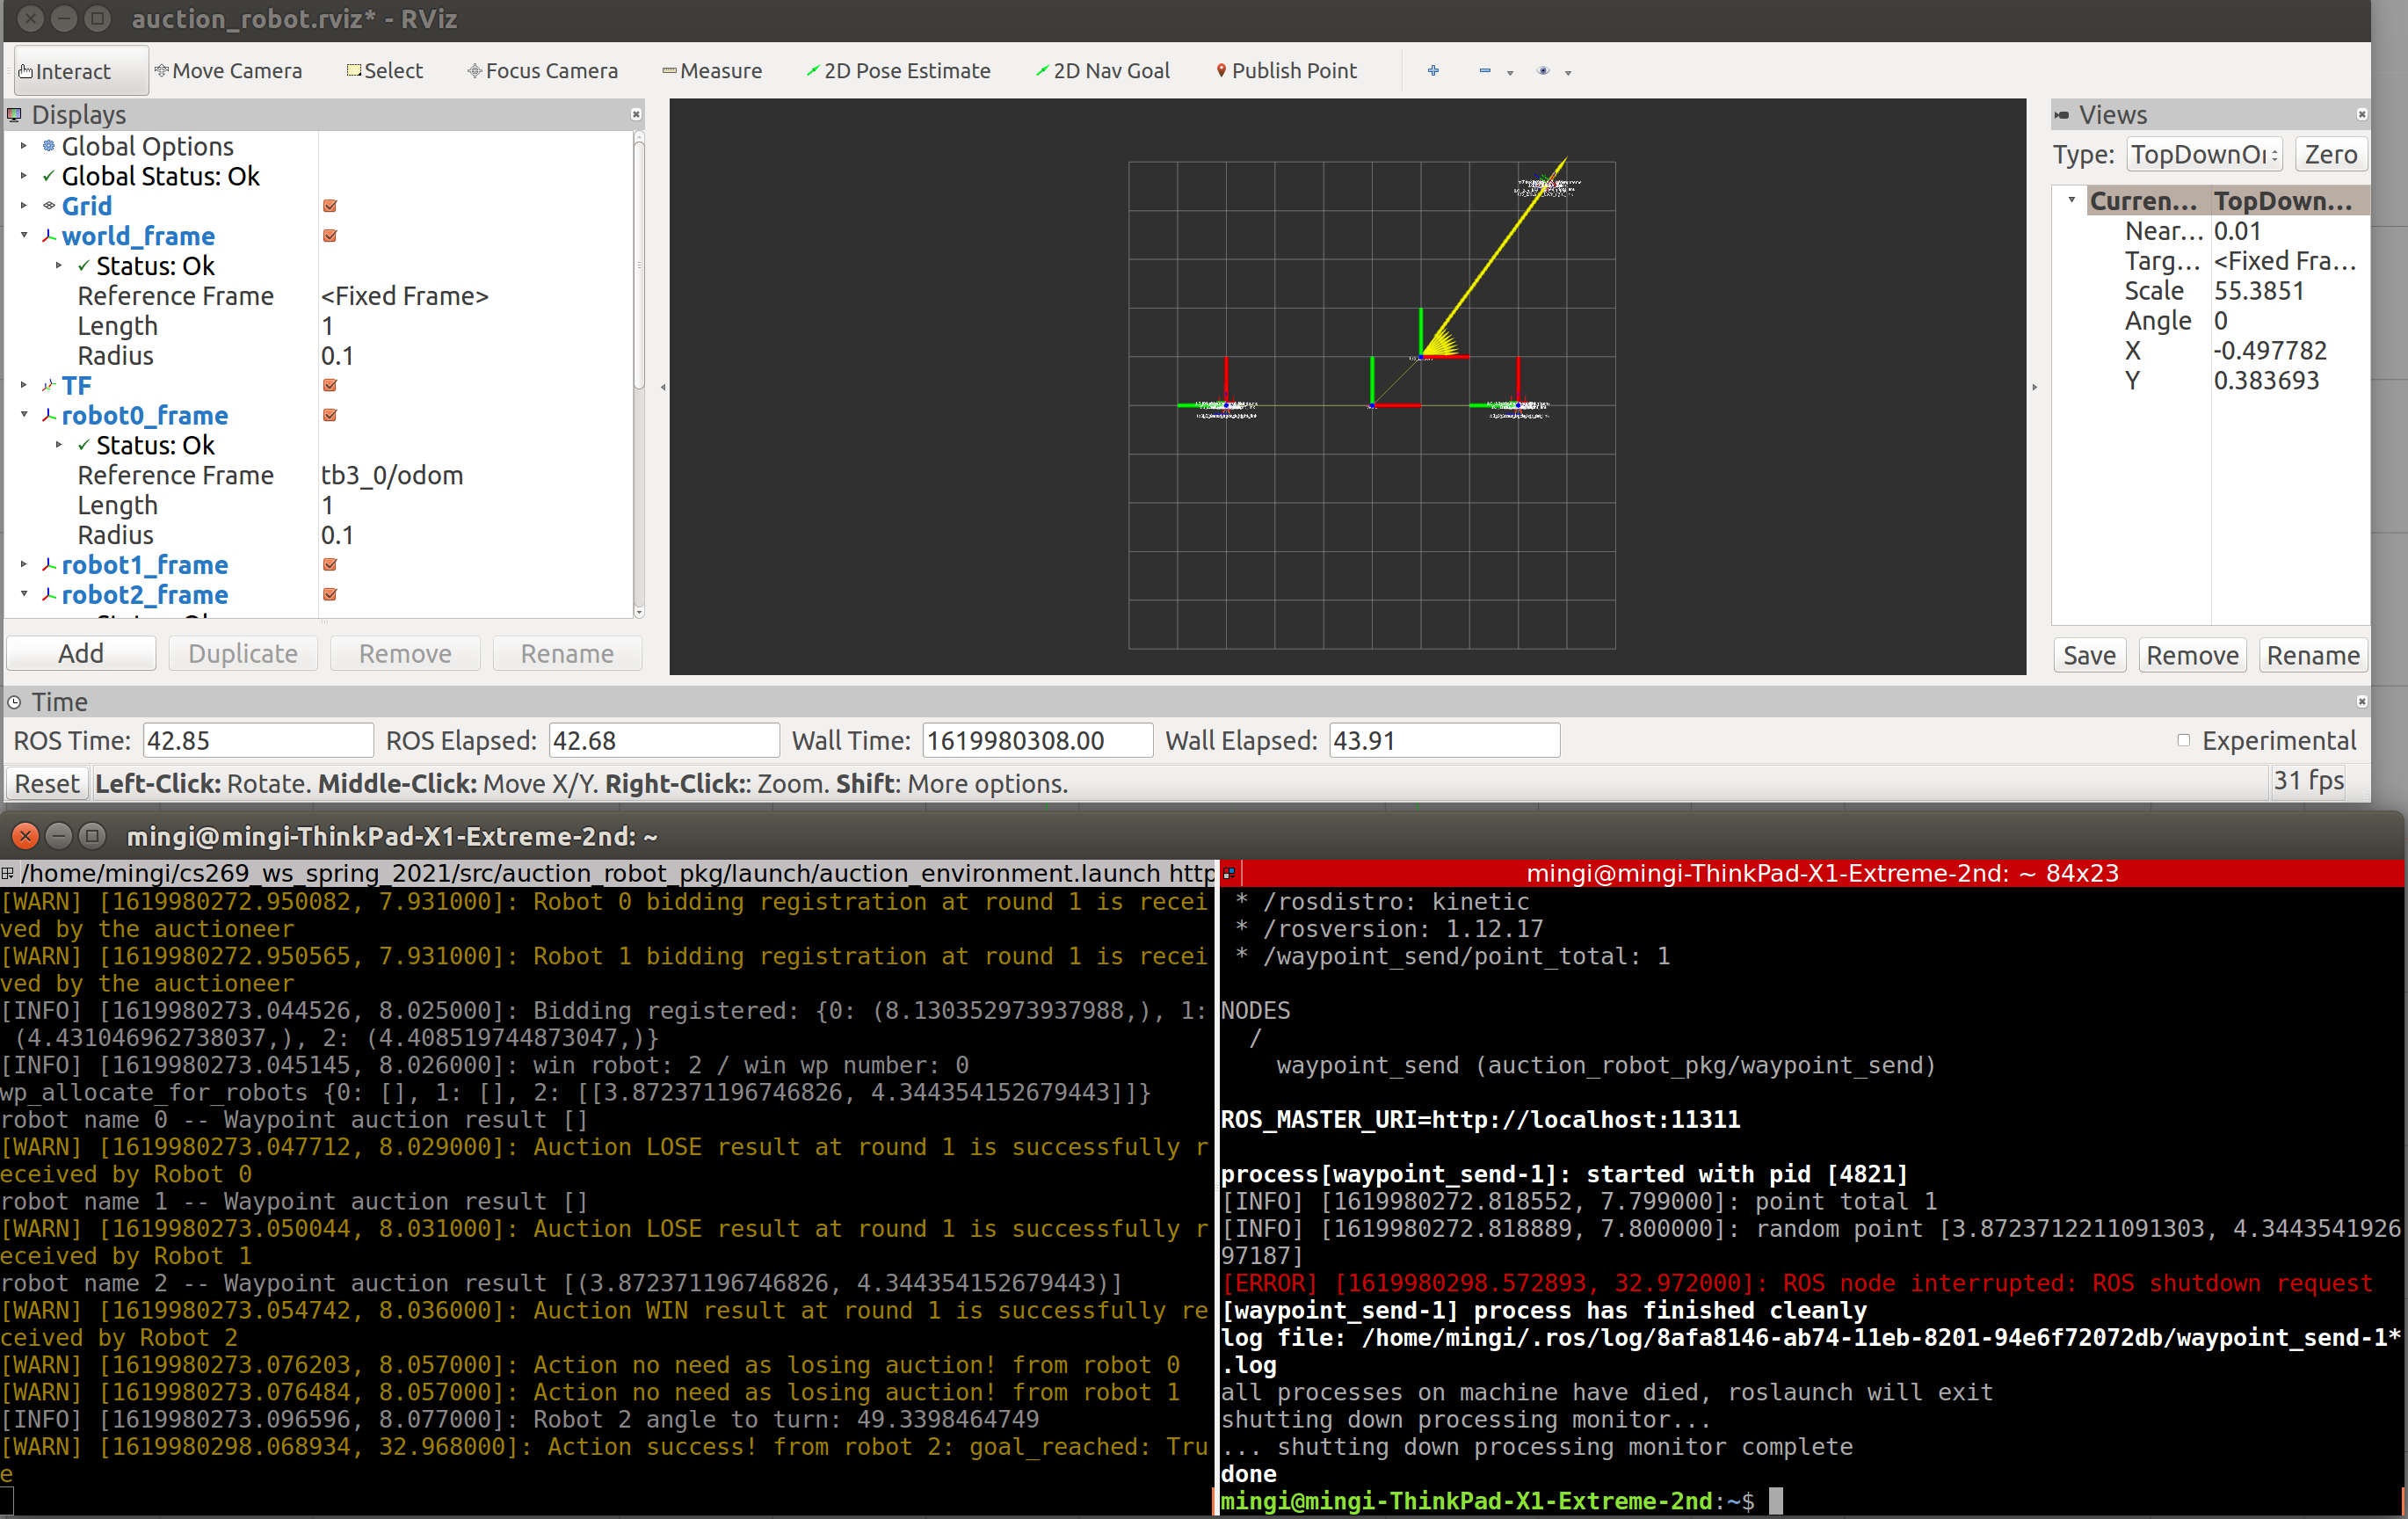 auction_robot.rviz* - RViz
Interact Move Camera Select Focus Camera Measure 2D Pose Estimate 2D Nav Goal Publish Point
Displays
Global Options
Global Status: Ok
Grid
world_frame
Status: Ok
Reference Frame <Fixed Frame>
Length 1
Radius 0.1
TF
robot0_frame
Status: Ok
Reference Frame tb3_0/odom
Length 1
Radius 0.1
robot1_frame
robot2_frame
Add Duplicate Remove Rename
Views
Type: TopDownOr Zero
Curren... TopDown...
Near... 0.01
Targ... <Fixed Fra...
Scale 55.3851
Angle 0
X -0.497782
Y 0.383693
Save Remove Rename
Time
ROS Time: 42.85 ROS Elapsed: 42.68 Wall Time: 1619980308.00 Wall Elapsed: 43.91 Experimental
Reset Left-Click: Rotate. Middle-Click: Move X/Y. Right-Click:: Zoom. Shift: More options. 31 fps
mingi@mingi-ThinkPad-X1-Extreme-2nd: ~
/home/mingi/cs269_ws_spring_2021/src/auction_robot_pkg/launch/auction_environment.launch http
[WARN] [1619980272.950082, 7.931000]: Robot 0 bidding registration at round 1 is recei
ved by the auctioneer
[WARN] [1619980272.950565, 7.931000]: Robot 1 bidding registration at round 1 is recei
ved by the auctioneer
[INFO] [1619980273.044526, 8.025000]: Bidding registered: {0: (8.130352973937988,), 1:
(4.431046962738037,), 2: (4.408519744873047,)}
[INFO] [1619980273.045145, 8.026000]: win robot: 2 / win wp number: 0
wp_allocate_for_robots {0: [], 1: [], 2: [[3.872371196746826, 4.344354152679443]]}
robot name 0 -- Waypoint auction result []
[WARN] [1619980273.047712, 8.029000]: Auction LOSE result at round 1 is successfully r
eceived by Robot 0
robot name 1 -- Waypoint auction result []
[WARN] [1619980273.050044, 8.031000]: Auction LOSE result at round 1 is successfully r
eceived by Robot 1
robot name 2 -- Waypoint auction result [(3.872371196746826, 4.344354152679443)]
[WARN] [1619980273.054742, 8.036000]: Auction WIN result at round 1 is successfully re
ceived by Robot 2
[WARN] [1619980273.076203, 8.057000]: Action no need as losing auction! from robot 0
[WARN] [1619980273.076484, 8.057000]: Action no need as losing auction! from robot 1
[INFO] [1619980273.096596, 8.077000]: Robot 2 angle to turn: 49.3398464749
[WARN] [1619980298.068934, 32.968000]: Action success! from robot 2: goal_reached: Tru
e
mingi@mingi-ThinkPad-X1-Extreme-2nd: ~ 84x23
* /rosdistro: kinetic
* /rosversion: 1.12.17
* /waypoint_send/point_total: 1
NODES
/
waypoint_send (auction_robot_pkg/waypoint_send)
ROS_MASTER_URI=http://localhost:11311
process[waypoint_send-1]: started with pid [4821]
[INFO] [1619980272.818552, 7.799000]: point total 1
[INFO] [1619980272.818889, 7.800000]: random point [3.8723712211091303, 4.3443541926
97187]
[ERROR] [1619980298.572893, 32.972000]: ROS node interrupted: ROS shutdown request
[waypoint_send-1] process has finished cleanly
log file: /home/mingi/.ros/log/8afa8146-ab74-11eb-8201-94e6f72072db/waypoint_send-1*
.log
all processes on machine have died, roslaunch will exit
shutting down processing monitor...
... shutting down processing monitor complete
done
mingi@mingi-ThinkPad-X1-Extreme-2nd:~$